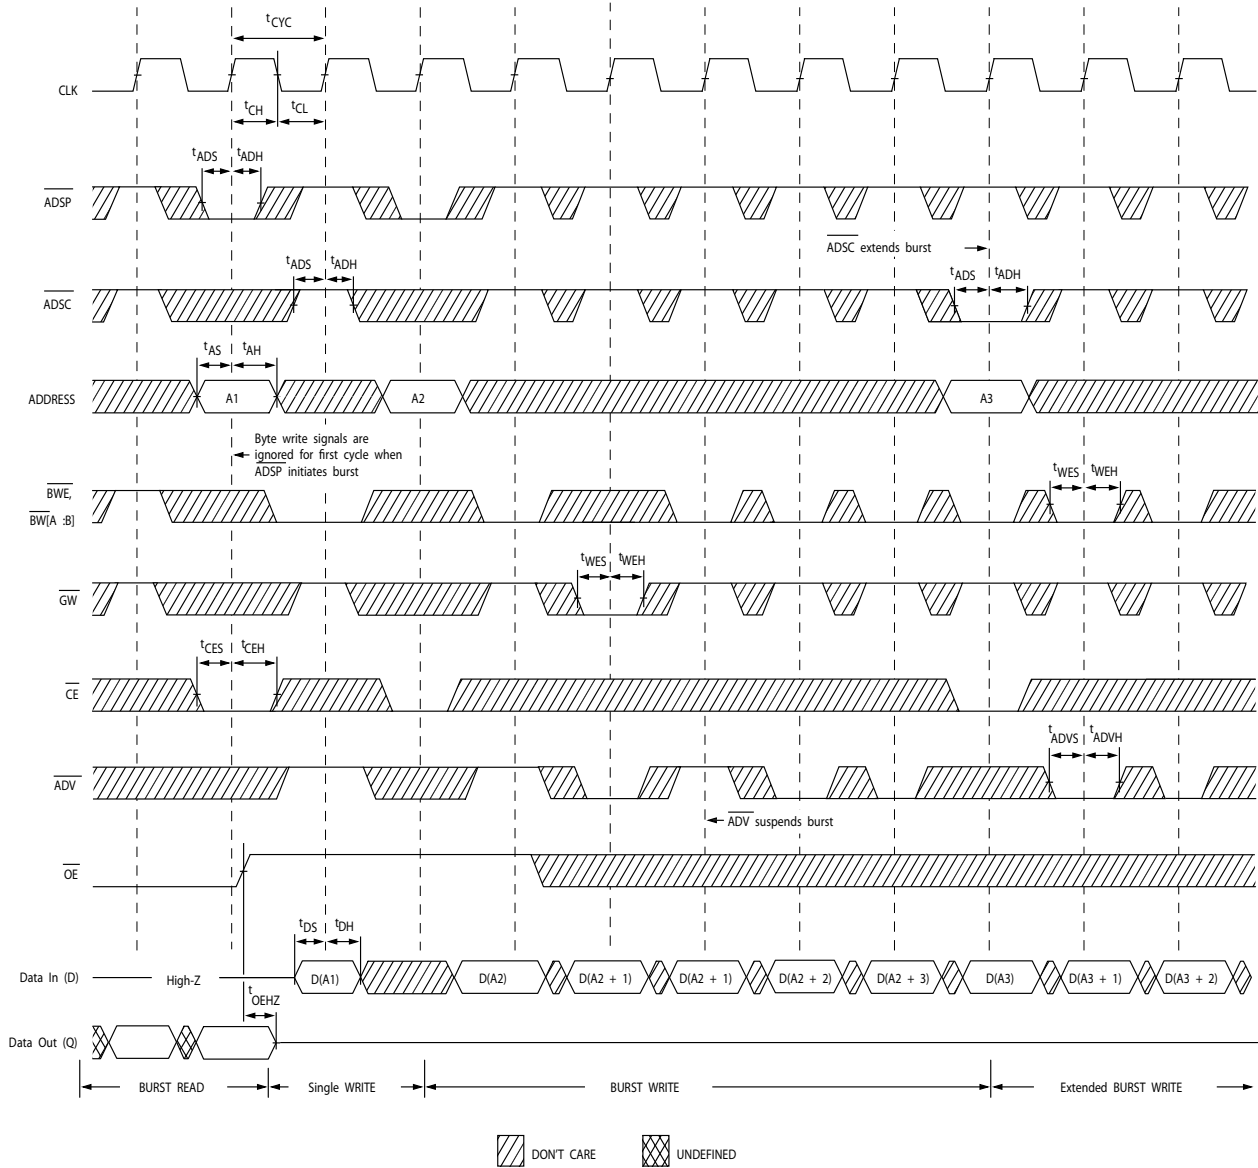 tCYC
CLK
tCH
tCL
tADS
tADH
ADSP
ADSC extends burst
tADS
tADH
tADS
tADH
ADSC
tAS
tAH
ADDRESS
A1
A2
A3
Byte write signals are
ignored for first cycle when
ADSP initiates burst
tWES
tWEH
BWE,
BW[A :B]
tWES
tWEH
GW
tCES
tCEH
CE
tADVS
tADVH
ADV
ADV suspends burst
OE
tDS
tDH
Data In (D)
High-Z
D(A1)
D(A2)
D(A2 + 1)
D(A2 + 1)
D(A2 + 2)
D(A2 + 3)
D(A3)
D(A3 + 1)
D(A3 + 2)
tOEHZ
Data Out (Q)
BURST READ
Single WRITE
BURST WRITE
Extended BURST WRITE
DON'T CARE
UNDEFINED